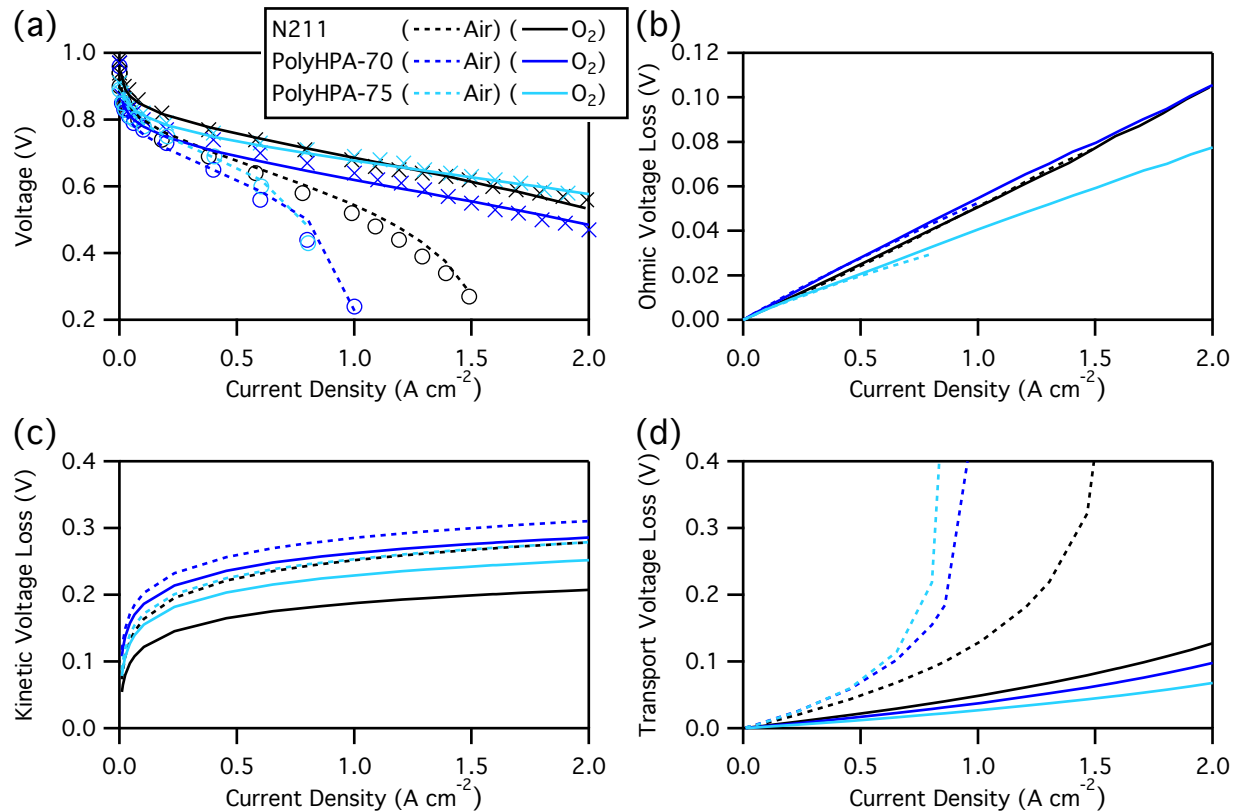 (a)
N211 ( Air) ( O₂)
PolyHPA-70 ( Air) ( O₂)
PolyHPA-75 ( Air) ( O₂)
Voltage (V)
1.0
0.8
0.6
0.4
0.2
0.0 0.5 1.0 1.5 2.0
Current Density (A cm⁻²)
(b)
Ohmic Voltage Loss (V)
0.12
0.10
0.08
0.06
0.04
0.02
0.00
0.0 0.5 1.0 1.5 2.0
Current Density (A cm⁻²)
(c)
Kinetic Voltage Loss (V)
0.4
0.3
0.2
0.1
0.0
0.0 0.5 1.0 1.5 2.0
Current Density (A cm⁻²)
(d)
Transport Voltage Loss (V)
0.4
0.3
0.2
0.1
0.0
0.0 0.5 1.0 1.5 2.0
Current Density (A cm⁻²)